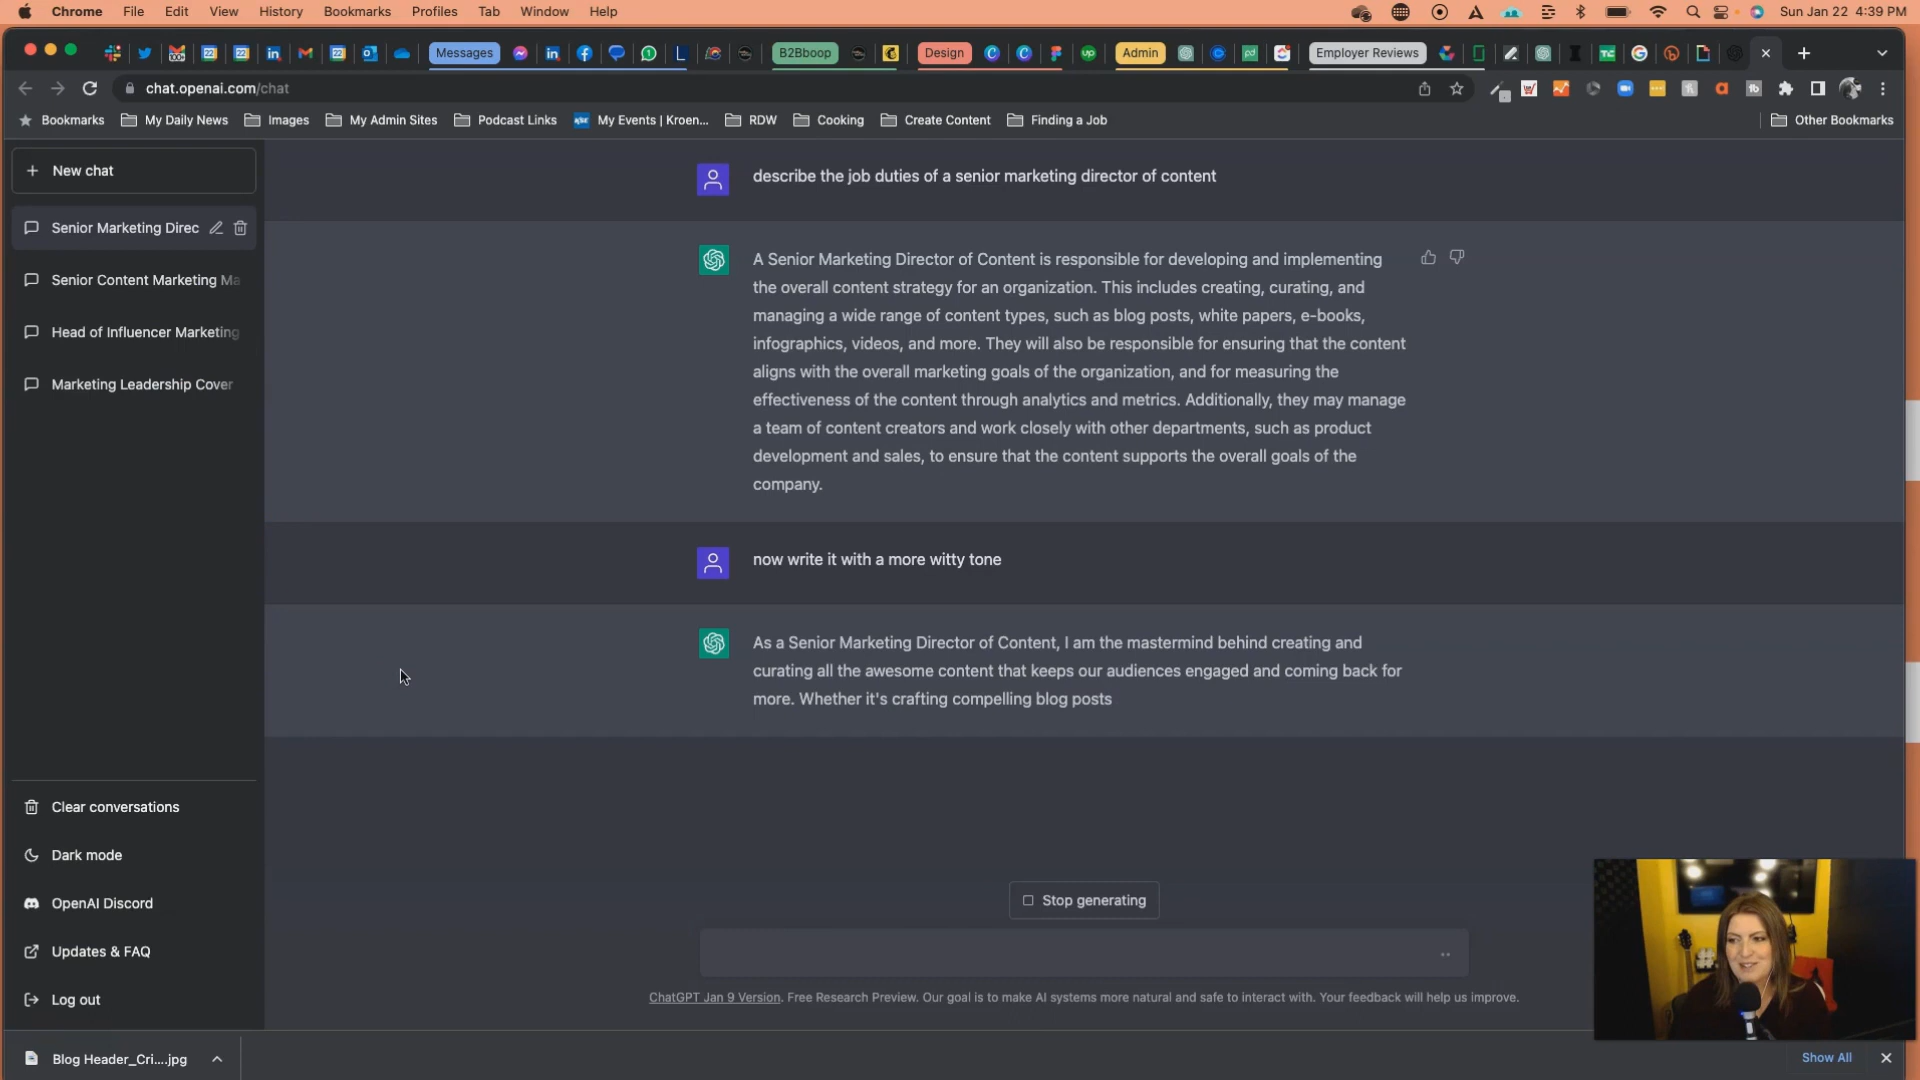 Chrome File Edit View History Bookmarks Profiles Tab Window Help
Sun Jan 22 4:39 PM
Messages
B2Bboop
Design
Admin
Employer Reviews
chat.openai.com/chat
Bookmarks My Daily News Images My Admin Sites Podcast Links My Events | Kroen... RDW Cooking Create Content Finding a Job Other Bookmarks
New chat
Senior Marketing Direc
Senior Content Marketing Ma
Head of Influencer Marketing
Marketing Leadership Cover
Clear conversations
Dark mode
OpenAI Discord
Updates & FAQ
Log out
describe the job duties of a senior marketing director of content
A Senior Marketing Director of Content is responsible for developing and implementing
the overall content strategy for an organization. This includes creating, curating, and
managing a wide range of content types, such as blog posts, white papers, e-books,
infographics, videos, and more. They will also be responsible for ensuring that the content
aligns with the overall marketing goals of the organization, and for measuring the
effectiveness of the content through analytics and metrics. Additionally, they may manage
a team of content creators and work closely with other departments, such as product
development and sales, to ensure that the content supports the overall goals of the
company.
now write it with a more witty tone
As a Senior Marketing Director of Content, I am the mastermind behind creating and
curating all the awesome content that keeps our audiences engaged and coming back for
more. Whether it's crafting compelling blog posts
Stop generating
ChatGPT Jan 9 Version. Free Research Preview. Our goal is to make AI systems more natural and safe to interact with. Your feedback will help us improve.
Blog Header_Cri....jpg
Show All